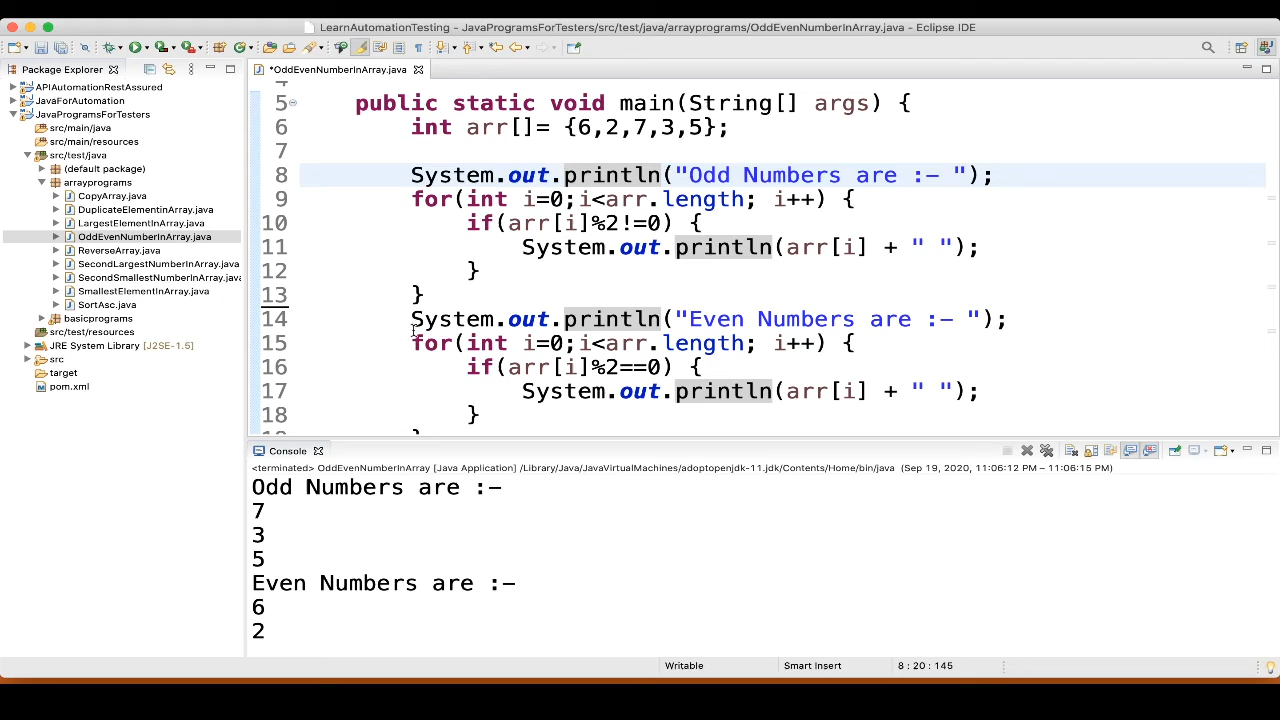 LearnAutomationTesting – JavaProgramsForTesters/src/test/java/arrayprograms/OddEvenNumberInArray.java – Eclipse IDE
Package Explorer
*OddEvenNumberInArray.java
APIAutomationRestAssured
JavaForAutomation
JavaProgramsForTesters
src/main/java
src/main/resources
src/test/java
(default package)
arrayprograms
CopyArray.java
DuplicateElementinArray.java
LargestElementInArray.java
OddEvenNumberInArray.java
ReverseArray.java
SecondLargestNumberInArray.java
SecondSmallestNumberInArray.java
SmallestElementInArray.java
SortAsc.java
basicprograms
src/test/resources
JRE System Library [J2SE-1.5]
src
target
pom.xml
5 public static void main(String[] args) {
6 int arr[]= {6,2,7,3,5};
7
8 System.out.println("Odd Numbers are :– ");
9 for(int i=0;i<arr.length; i++) {
10 if(arr[i]%2!=0) {
11 System.out.println(arr[i] + " ");
12 }
13 }
14 System.out.println("Even Numbers are :– ");
15 for(int i=0;i<arr.length; i++) {
16 if(arr[i]%2==0) {
17 System.out.println(arr[i] + " ");
18 }
Console
<terminated> OddEvenNumberInArray [Java Application] /Library/Java/JavaVirtualMachines/adoptopenjdk-11.jdk/Contents/Home/bin/java (Sep 19, 2020, 11:06:12 PM – 11:06:15 PM)
Odd Numbers are :–
7
3
5
Even Numbers are :–
6
2
Writable Smart Insert 8 : 20 : 145